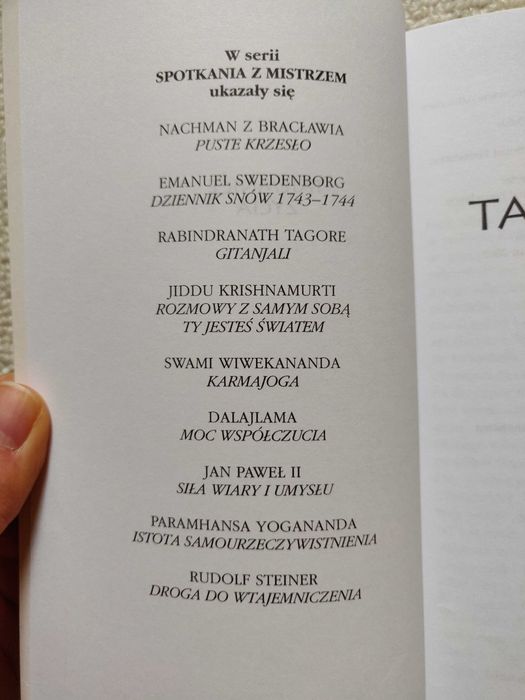 W serii
SPOTKANIA Z MISTRZEM
ukazały się
NACHMAN Z BRACŁAWIA
PUSTE KRZESŁO
EMANUEL SWEDENBORG
DZIENNIK SNÓW 1743–1744
RABINDRANATH TAGORE
GITANJALI
JIDDU KRISHNAMURTI
ROZMOWY Z SAMYM SOBĄ
TY JESTEŚ ŚWIATEM
SWAMI WIWEKANANDA
KARMAJOGA
DALAJLAMA
MOC WSPÓŁCZUCIA
JAN PAWEŁ II
SIŁA WIARY I UMYSŁU
PARAMHANSA YOGANANDA
ISTOTA SAMOURZECZYWISTNIENIA
RUDOLF STEINER
DROGA DO WTAJEMNICZENIA
TA